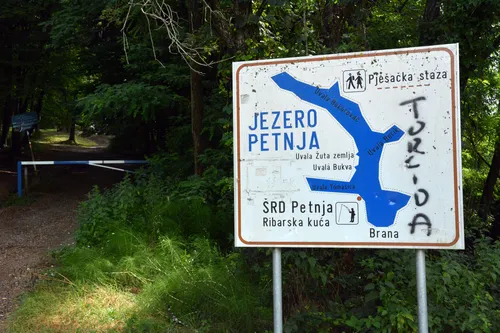 Pješačka staza
JEZERO
PETNJA
Uvala Žuta zemlja
Uvala Bukva
ŠRD Petnja
Ribarska kuća
Brana
TORCIDA